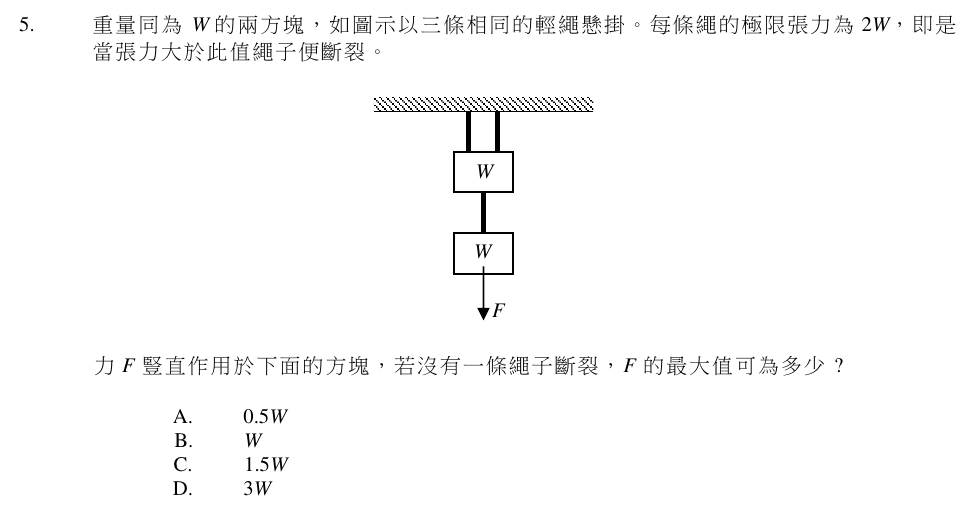 5. 重量同為 W 的兩方塊，如圖示以三條相同的輕繩懸掛。每條繩的極限張力為 2W，即是
當張力大於此值繩子便斷裂。
W
W
F
力 F 豎直作用於下面的方塊，若沒有一條繩子斷裂，F 的最大值可為多少？
A. 0.5W
B. W
C. 1.5W
D. 3W